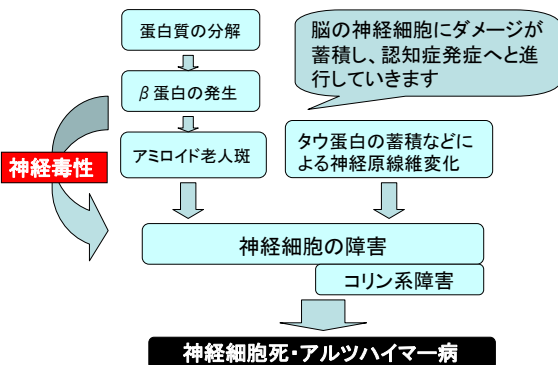 蛋白質の分解
脳の神経細胞にダメージが
蓄積し、認知症発症へと進
行していきます
β蛋白の発生
神経毒性
アミロイド老人斑
タウ蛋白の蓄積などに
よる神経原線維変化
神経細胞の障害
コリン系障害
神経細胞死・アルツハイマー病